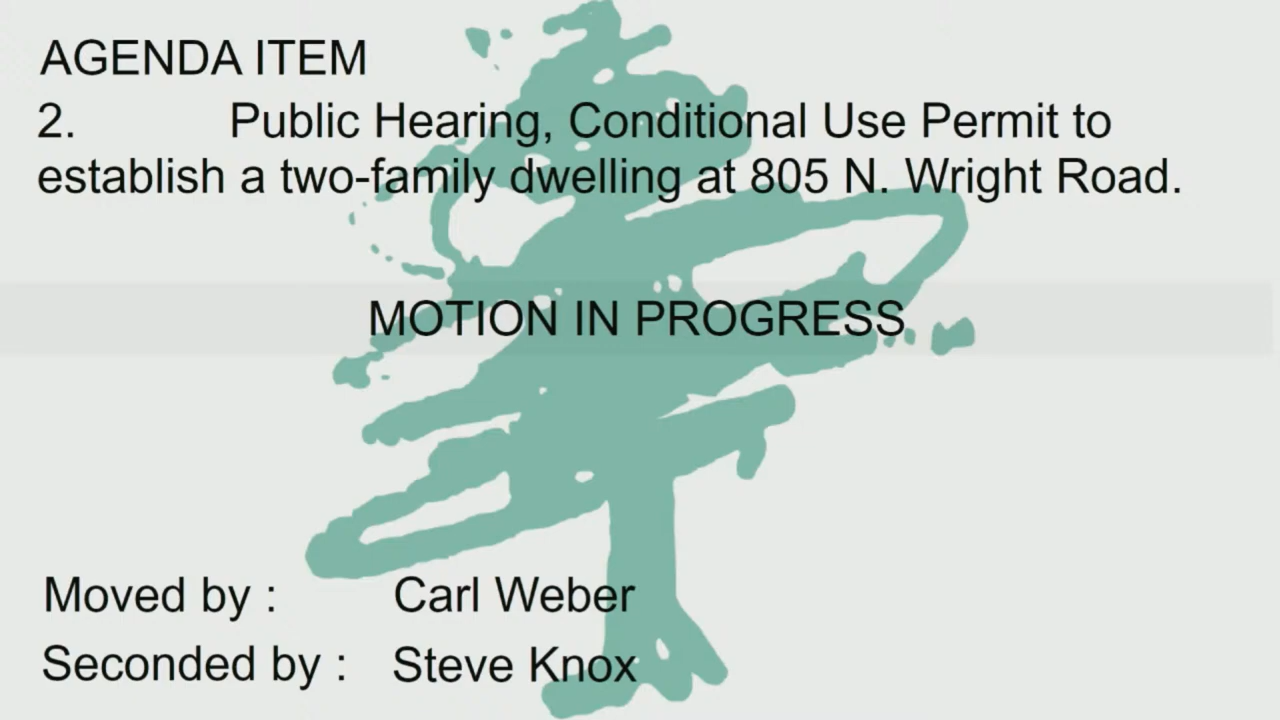 AGENDA ITEM
2. Public Hearing, Conditional Use Permit to
establish a two-family dwelling at 805 N. Wright Road.
MOTION IN PROGRESS
Moved by : Carl Weber
Seconded by : Steve Knox